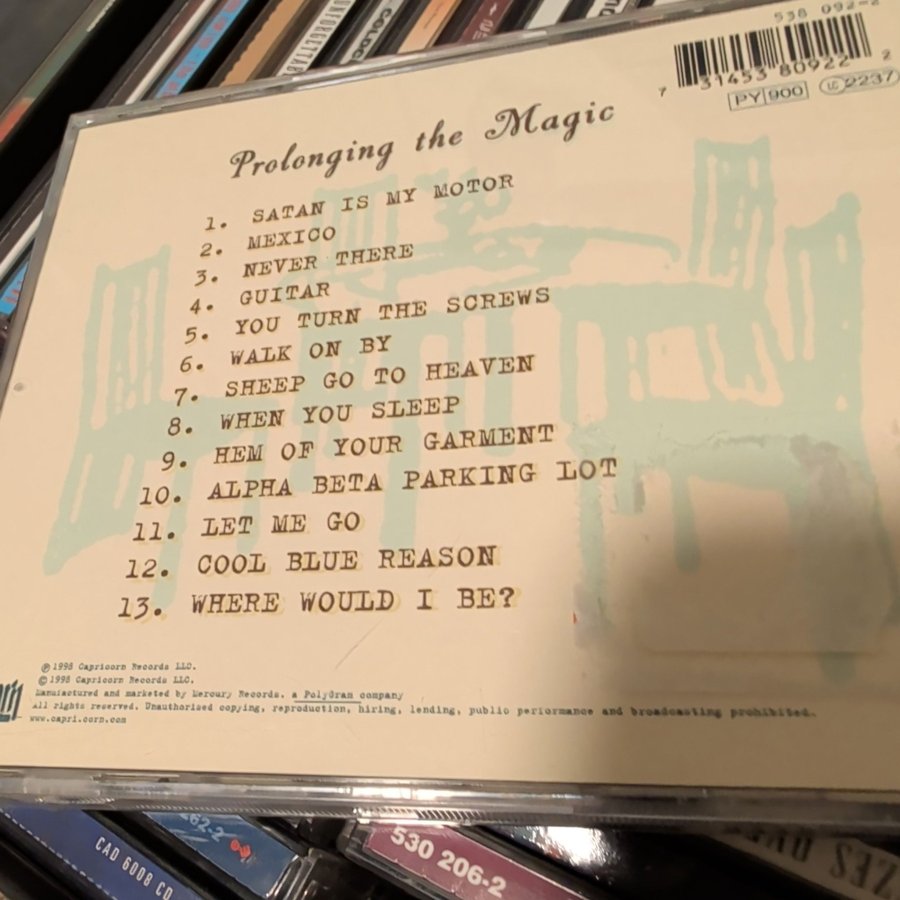 UNFORGETTABLE
GOLDC
538 092-2
7 31453 80922 2
PY 900 LC 2237
Prolonging the Magic
1. SATAN IS MY MOTOR
2. MEXICO
3. NEVER THERE
4. GUITAR
5. YOU TURN THE SCREWS
6. WALK ON BY
7. SHEEP GO TO HEAVEN
8. WHEN YOU SLEEP
9. HEM OF YOUR GARMENT
10. ALPHA BETA PARKING LOT
11. LET ME GO
12. COOL BLUE REASON
13. WHERE WOULD I BE?
℗ 1998 Capricorn Records LLC.
© 1998 Capricorn Records LLC.
Manufactured and marketed by Mercury Records, a PolyGram company
All rights reserved. Unauthorised copying, reproduction, hiring, lending, public performance and broadcasting prohibited.
www.capri.corn.com
CAD 6008 CD
530 206-2